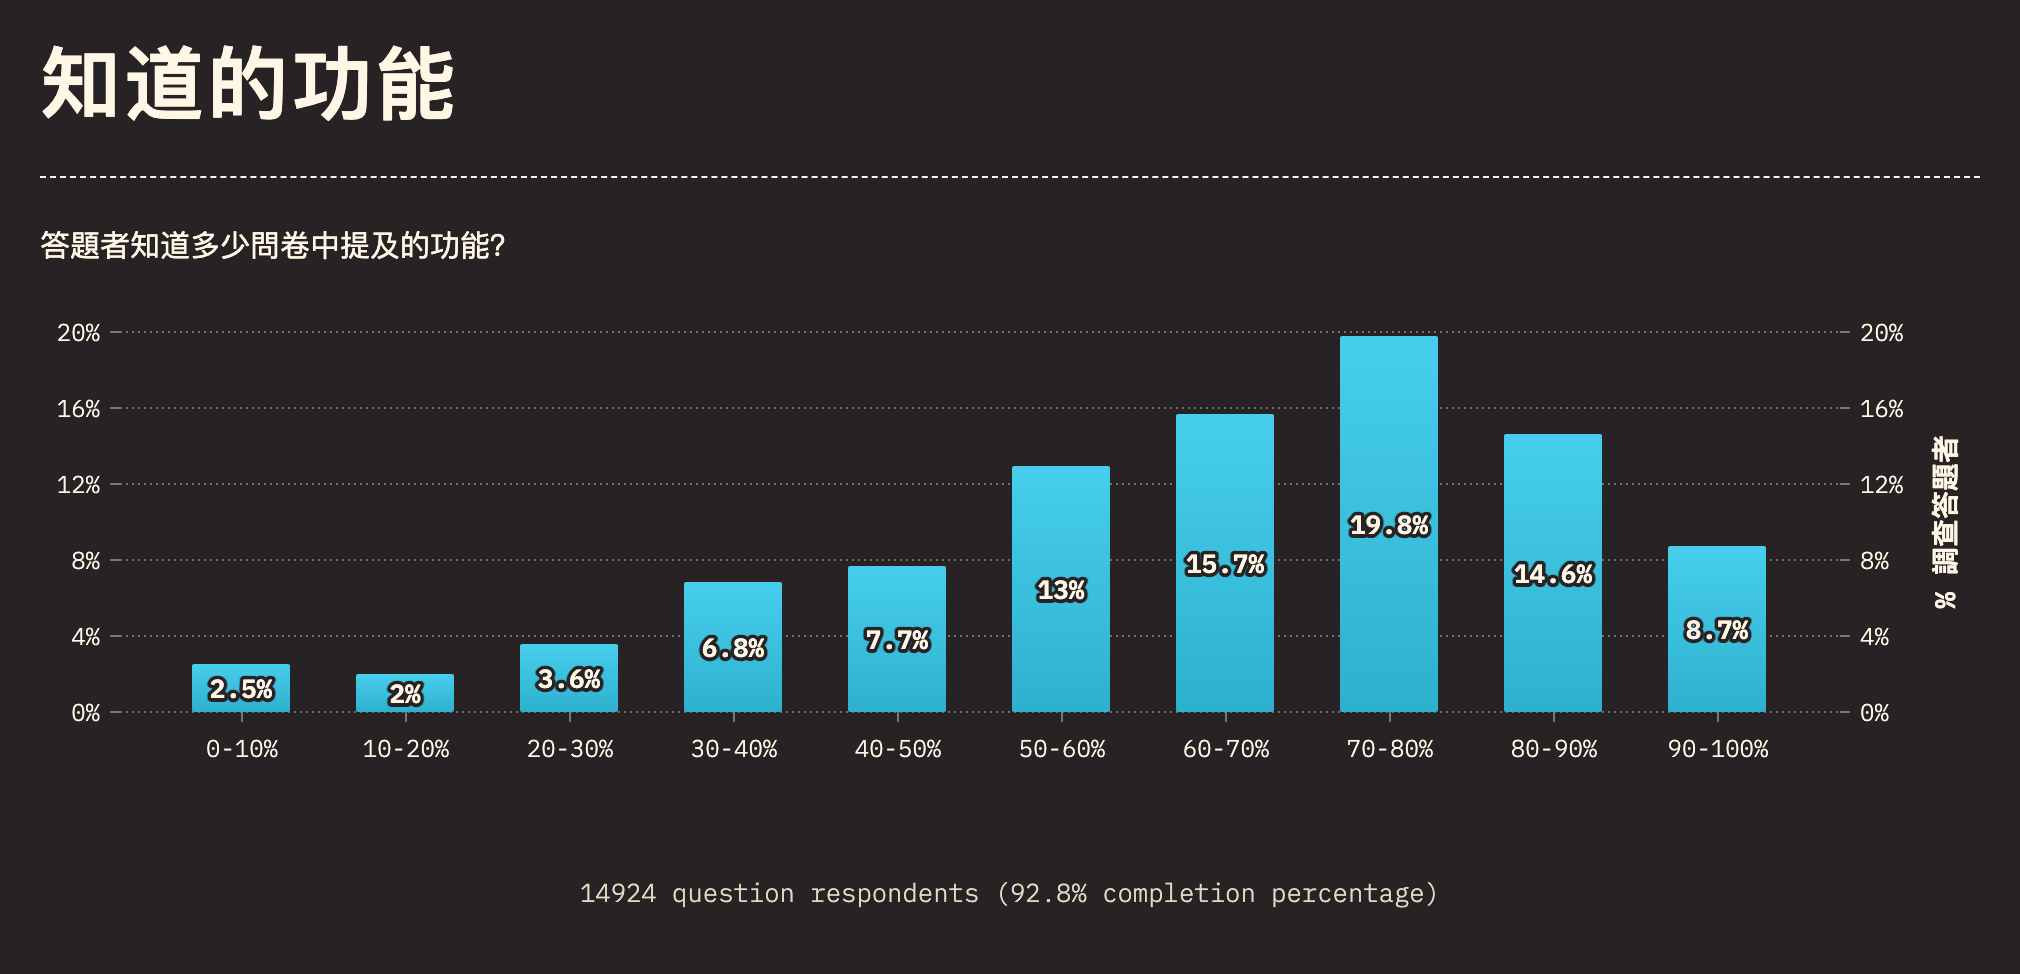 知道的功能
答題者知道多少問卷中提及的功能?
20% 20%
16% 16%
12% 12%
8% 8%
4% 4%
0% 0%
2.5% 2% 3.6% 6.8% 7.7% 13% 15.7% 19.8% 14.6% 8.7%
0-10% 10-20% 20-30% 30-40% 40-50% 50-60% 60-70% 70-80% 80-90% 90-100%
% 調查答題者
14924 question respondents (92.8% completion percentage)